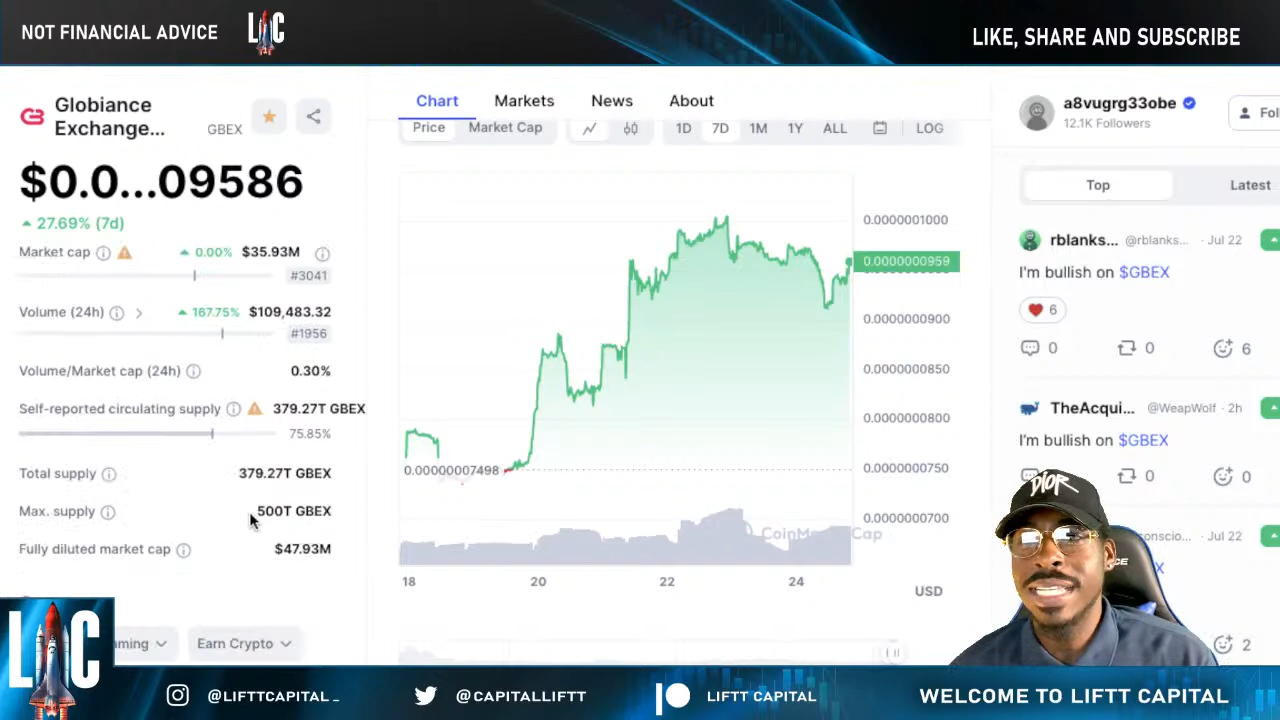 NOT FINANCIAL ADVICE
LC
LIKE, SHARE AND SUBSCRIBE
Globiance
Exchange...
GBEX
$0.0...09586
27.69% (7d)
Market cap
0.00%
$35.93M
#3041
Volume (24h)
167.75%
$109,483.32
#1956
Volume/Market cap (24h)
0.30%
Self-reported circulating supply
379.27T GBEX
75.85%
Total supply
379.27T GBEX
Max. supply
500T GBEX
Fully diluted market cap
$47.93M
Earn Crypto
Chart
Markets
News
About
Price
Market Cap
1D
7D
1M
1Y
ALL
LOG
0.0000001000
0.0000000959
0.0000000900
0.0000000850
0.0000000800
0.0000000750
0.0000000700
0.00000007498
18
20
22
24
USD
a8vugrg33obe
12.1K Followers
Top
Latest
rblanks...
@rblanks...
· Jul 22
I'm bullish on $GBEX
6
0
0
6
TheAcqui...
@WeapWolf
· 2h
I'm bullish on $GBEX
0
0
· Jul 22
2
DIOR
LC
@LIFTTCAPITAL_
@CAPITALLIFTT
LIFTT CAPITAL
WELCOME TO LIFTT CAPITAL